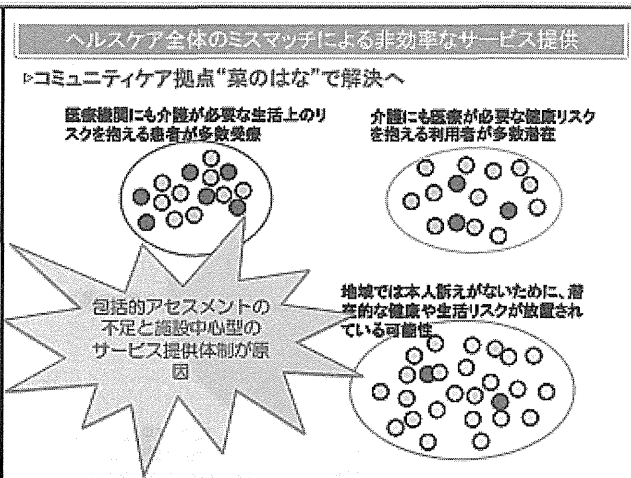 ヘルスケア全体のミスマッチによる非効率なサービス提供
▷コミュニティケア拠点“菜のはな”で解決へ
医療機関にも介護が必要な生活上のリ
スクを抱える患者が多数受療
介護にも医療が必要な健康リスク
を抱える利用者が多数潜在
包括的アセスメントの
不足と施設中心型の
サービス提供体制が原
因
地域では本人訴えがないために、潜
在的な健康や生活リスクが放置され
ている可能性